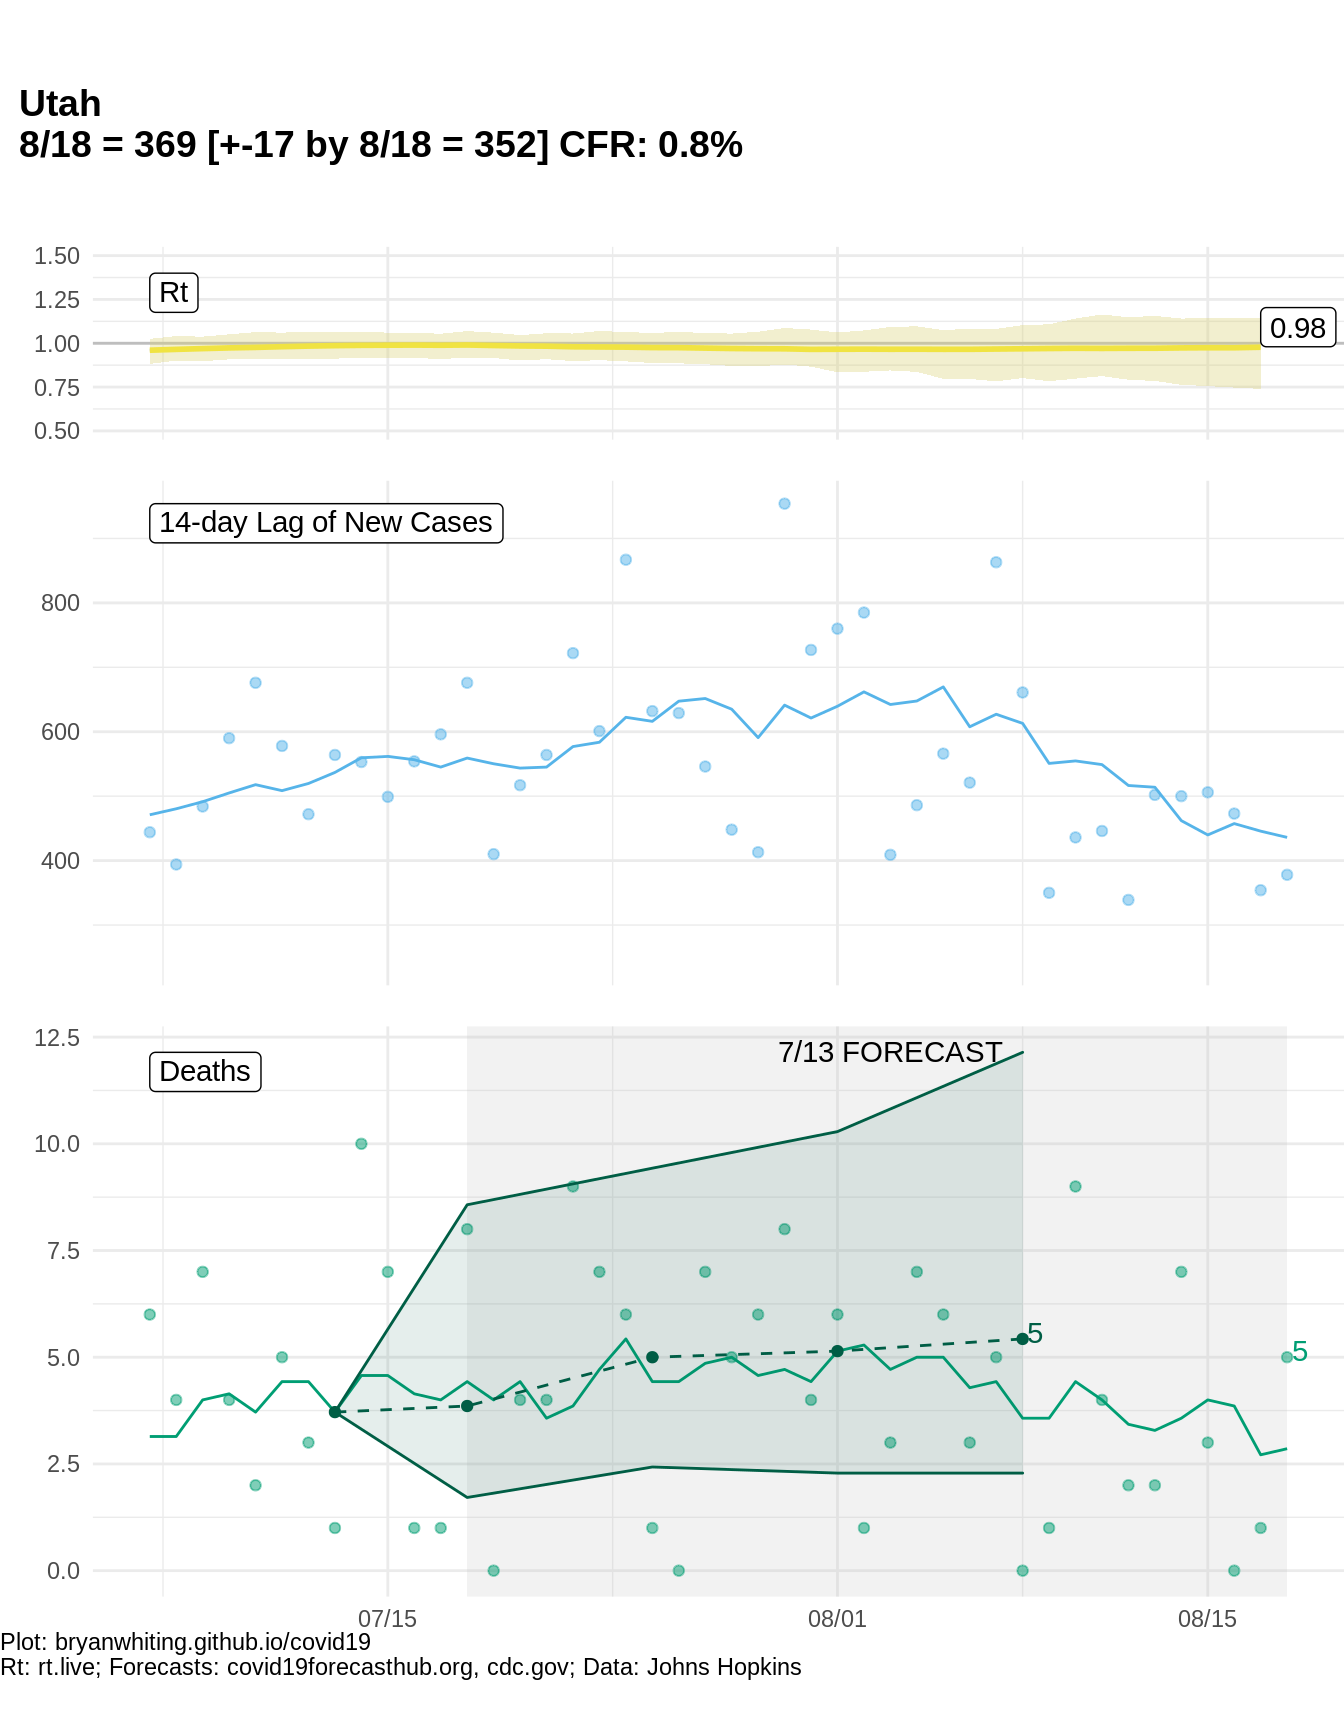 Utah
8/18 = 369 [+-17 by 8/18 = 352] CFR: 0.8%
1.50
1.25
1.00
0.75
0.50
Rt
0.98
14-day Lag of New Cases
800
600
400
12.5
10.0
7.5
5.0
2.5
0.0
Deaths
7/13 FORECAST
5
5
07/15
08/01
08/15
Plot: bryanwhiting.github.io/covid19
Rt: rt.live; Forecasts: covid19forecasthub.org, cdc.gov; Data: Johns Hopkins